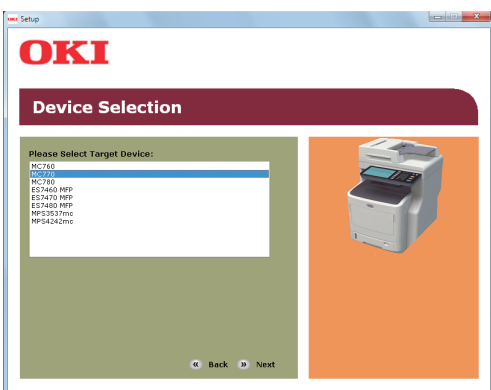 OKI Setup
OKI
Device Selection
Please Select Target Device:
MC760
MC770
MC780
ES7460 MFP
ES7470 MFP
ES7480 MFP
MPS3537mc
MPS4242mc
« Back » Next